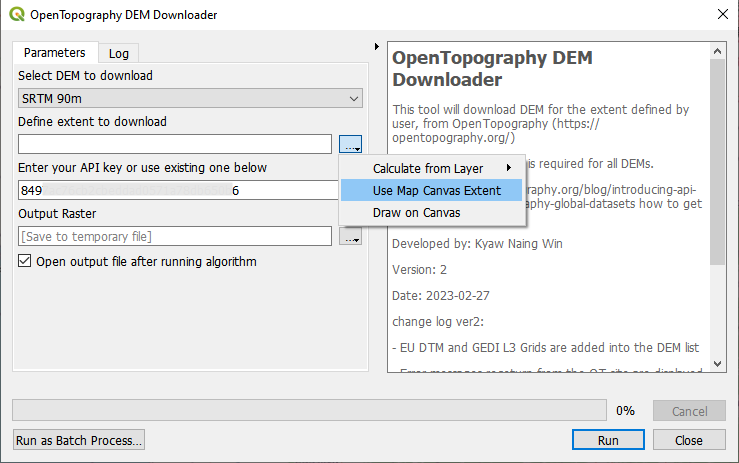 OpenTopography DEM Downloader
Parameters
Log
Select DEM to download
SRTM 90m
Define extent to download
...
Enter your API key or use existing one below
849 6
Output Raster
[Save to temporary file]
...
Open output file after running algorithm
Calculate from Layer
Use Map Canvas Extent
Draw on Canvas
OpenTopography DEM
Downloader
This tool will download DEM for the extent defined by
user, from OpenTopography (https://
opentopography.org/)
is required for all DEMs.
graphy.org/blog/introducing-api-
aphy-global-datasets how to get
Developed by: Kyaw Naing Win
Version: 2
Date: 2023-02-27
change log ver2:
- EU DTM and GEDI L3 Grids are added into the DEM list
0%
Cancel
Run as Batch Process...
Run
Close